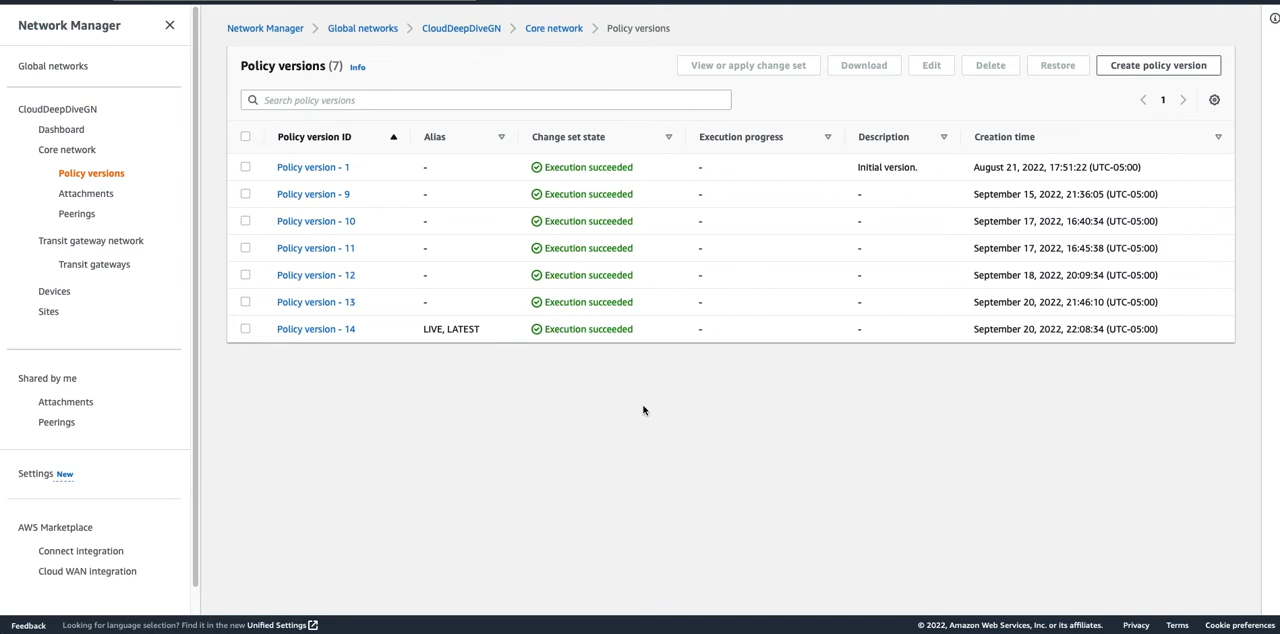 Network Manager
Global networks
CloudDeepDiveGN
Dashboard
Core network
Policy versions
Attachments
Peerings
Transit gateway network
Transit gateways
Devices
Sites
Shared by me
Attachments
Peerings
Settings New
AWS Marketplace
Connect integration
Cloud WAN integration
Network Manager Global networks CloudDeepDiveGN Core network Policy versions
Policy versions (7) Info View or apply change set Download Edit Delete Restore Create policy version
Search policy versions 1
Policy version ID Alias Change set state Execution progress Description Creation time
Policy version - 1 - Execution succeeded - Initial version. August 21, 2022, 17:51:22 (UTC-05:00)
Policy version - 9 - Execution succeeded - - September 15, 2022, 21:36:05 (UTC-05:00)
Policy version - 10 - Execution succeeded - - September 17, 2022, 16:40:34 (UTC-05:00)
Policy version - 11 - Execution succeeded - - September 17, 2022, 16:45:38 (UTC-05:00)
Policy version - 12 - Execution succeeded - - September 18, 2022, 20:09:34 (UTC-05:00)
Policy version - 13 - Execution succeeded - - September 20, 2022, 21:46:10 (UTC-05:00)
Policy version - 14 LIVE, LATEST Execution succeeded - - September 20, 2022, 22:08:34 (UTC-05:00)
Feedback Looking for language selection? Find it in the new Unified Settings © 2022, Amazon Web Services, Inc. or its affiliates. Privacy Terms Cookie preferences